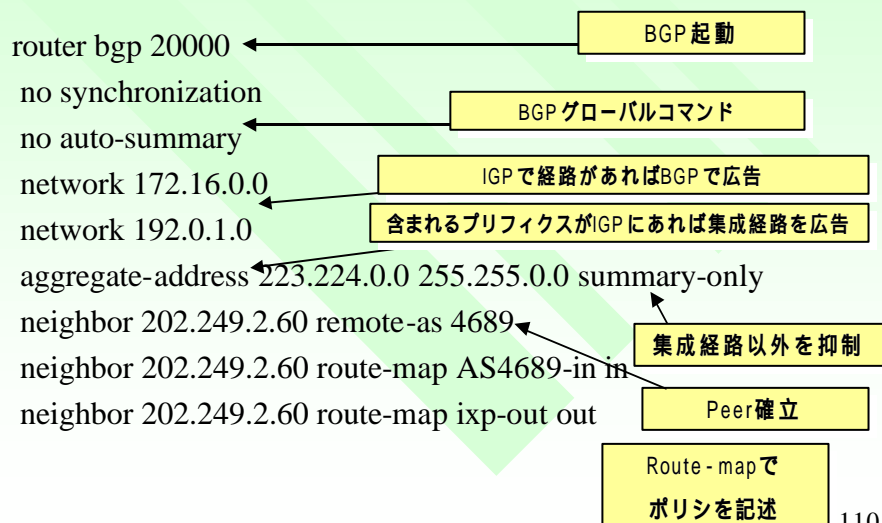 BGP起動
router bgp 20000
no synchronization
BGPグローバルコマンド
no auto-summary
IGPで経路があればBGPで広告
network 172.16.0.0
含まれるプリフィクスがIGPにあれば集成経路を広告
network 192.0.1.0
aggregate-address 223.224.0.0 255.255.0.0 summary-only
neighbor 202.249.2.60 remote-as 4689
集成経路以外を抑制
neighbor 202.249.2.60 route-map AS4689-in in
neighbor 202.249.2.60 route-map ixp-out out
Peer確立
Route-mapで
ポリシを記述
110